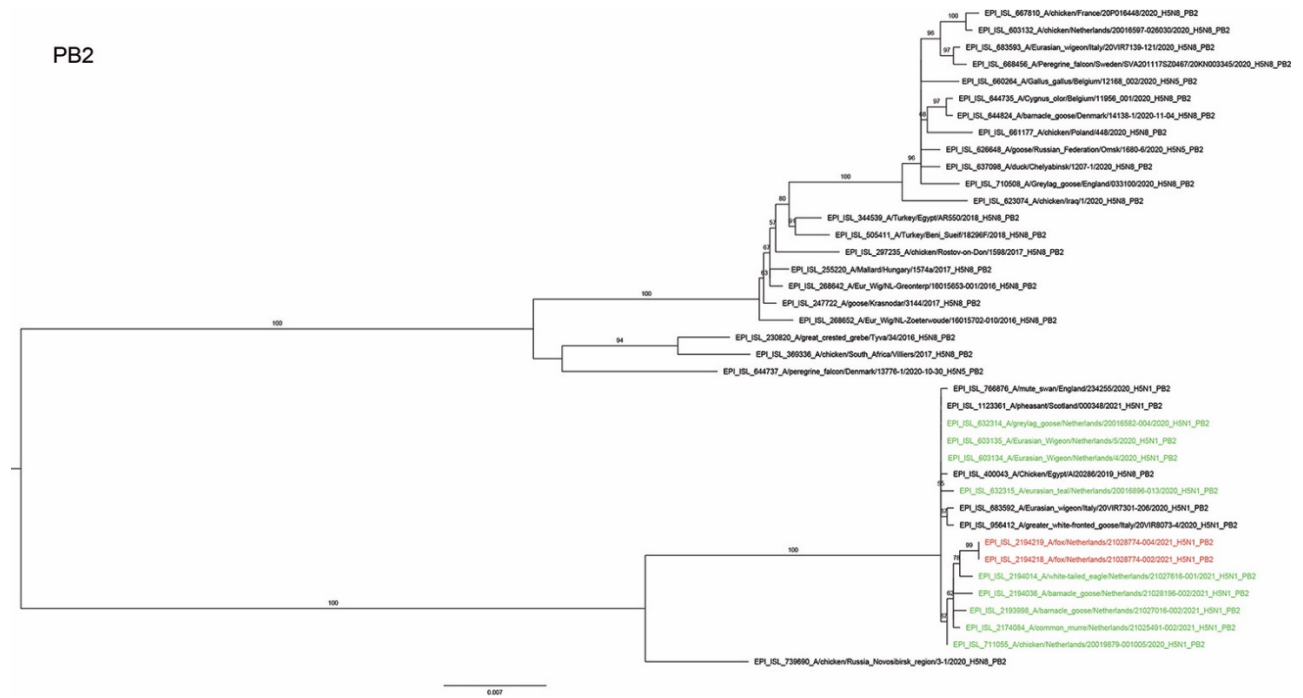 PB2
100
EPI_ISL_667810_A/chicken/France/20P016448/2020_H5N8_PB2
EPI_ISL_603132_A/chicken/Netherlands/20016597-026030/2020_H5N8_PB2
96
EPI_ISL_683593_A/Eurasian_wigeon/Italy/20VIR7139-121/2020_H5N8_PB2
97
EPI_ISL_668456_A/Peregrine_falcon/Sweden/SVA201117SZ0467/20KN003345/2020_H5N8_PB2
EPI_ISL_660264_A/Gallus_gallus/Belgium/12168_002/2020_H5N5_PB2
EPI_ISL_644735_A/Cygnus_olor/Belgium/11956_001/2020_H5N8_PB2
97
EPI_ISL_644824_A/barnacle_goose/Denmark/14138-1/2020-11-04_H5N8_PB2
68
EPI_ISL_661177_A/chicken/Poland/448/2020_H5N8_PB2
EPI_ISL_626648_A/goose/Russian_Federation/Omsk/1680-6/2020_H5N5_PB2
96
EPI_ISL_637098_A/duck/Chelyabinsk/1207-1/2020_H5N8_PB2
100
EPI_ISL_710508_A/Greylag_goose/England/033100/2020_H5N8_PB2
EPI_ISL_623074_A/chicken/Iraq/1/2020_H5N8_PB2
80
EPI_ISL_344539_A/Turkey/Egypt/AR550/2018_H5N8_PB2
91
57
EPI_ISL_505411_A/Turkey/Beni_Sueif/18296F/2018_H5N8_PB2
67
EPI_ISL_297235_A/chicken/Rostov-on-Don/1598/2017_H5N8_PB2
63
EPI_ISL_255220_A/Mallard/Hungary/1574a/2017_H5N8_PB2
EPI_ISL_268642_A/Eur_Wig/NL-Greonterp/16015653-001/2016_H5N8_PB2
100
EPI_ISL_247722_A/goose/Krasnodar/3144/2017_H5N8_PB2
EPI_ISL_268652_A/Eur_Wig/NL-Zoeterwoude/16015702-010/2016_H5N8_PB2
100
EPI_ISL_230820_A/great_crested_grebe/Tyva/34/2016_H5N8_PB2
94
EPI_ISL_369336_A/chicken/South_Africa/Villiers/2017_H5N8_PB2
EPI_ISL_644737_A/peregrine_falcon/Denmark/13776-1/2020-10-30_H5N5_PB2
EPI_ISL_766876_A/mute_swan/England/234255/2020_H5N1_PB2
EPI_ISL_1123361_A/pheasant/Scotland/000348/2021_H5N1_PB2
EPI_ISL_632314_A/greylag_goose/Netherlands/20016582-004/2020_H5N1_PB2
EPI_ISL_603135_A/Eurasian_Wigeon/Netherlands/5/2020_H5N1_PB2
EPI_ISL_603134_A/Eurasian_Wigeon/Netherlands/4/2020_H5N1_PB2
EPI_ISL_400043_A/Chicken/Egypt/AI20286/2019_H5N8_PB2
55
EPI_ISL_632315_A/eurasian_teal/Netherlands/20016896-013/2020_H5N1_PB2
EPI_ISL_683592_A/Eurasian_wigeon/Italy/20VIR7301-206/2020_H5N1_PB2
EPI_ISL_956412_A/greater_white-fronted_goose/Italy/20VIR8073-4/2020_H5N1_PB2
99
EPI_ISL_2194219_A/fox/Netherlands/21028774-004/2021_H5N1_PB2
100
EPI_ISL_2194218_A/fox/Netherlands/21028774-002/2021_H5N1_PB2
78
EPI_ISL_2194014_A/white-tailed_eagle/Netherlands/21027616-001/2021_H5N1_PB2
62
EPI_ISL_2194036_A/barnacle_goose/Netherlands/21028196-002/2021_H5N1_PB2
100
EPI_ISL_2193998_A/barnacle_goose/Netherlands/21027016-002/2021_H5N1_PB2
EPI_ISL_2174084_A/common_murre/Netherlands/21025491-002/2021_H5N1_PB2
EPI_ISL_711055_A/chicken/Netherlands/20019879-001005/2020_H5N1_PB2
EPI_ISL_739690_A/chicken/Russia_Novosibirsk_region/3-1/2020_H5N8_PB2
0.007